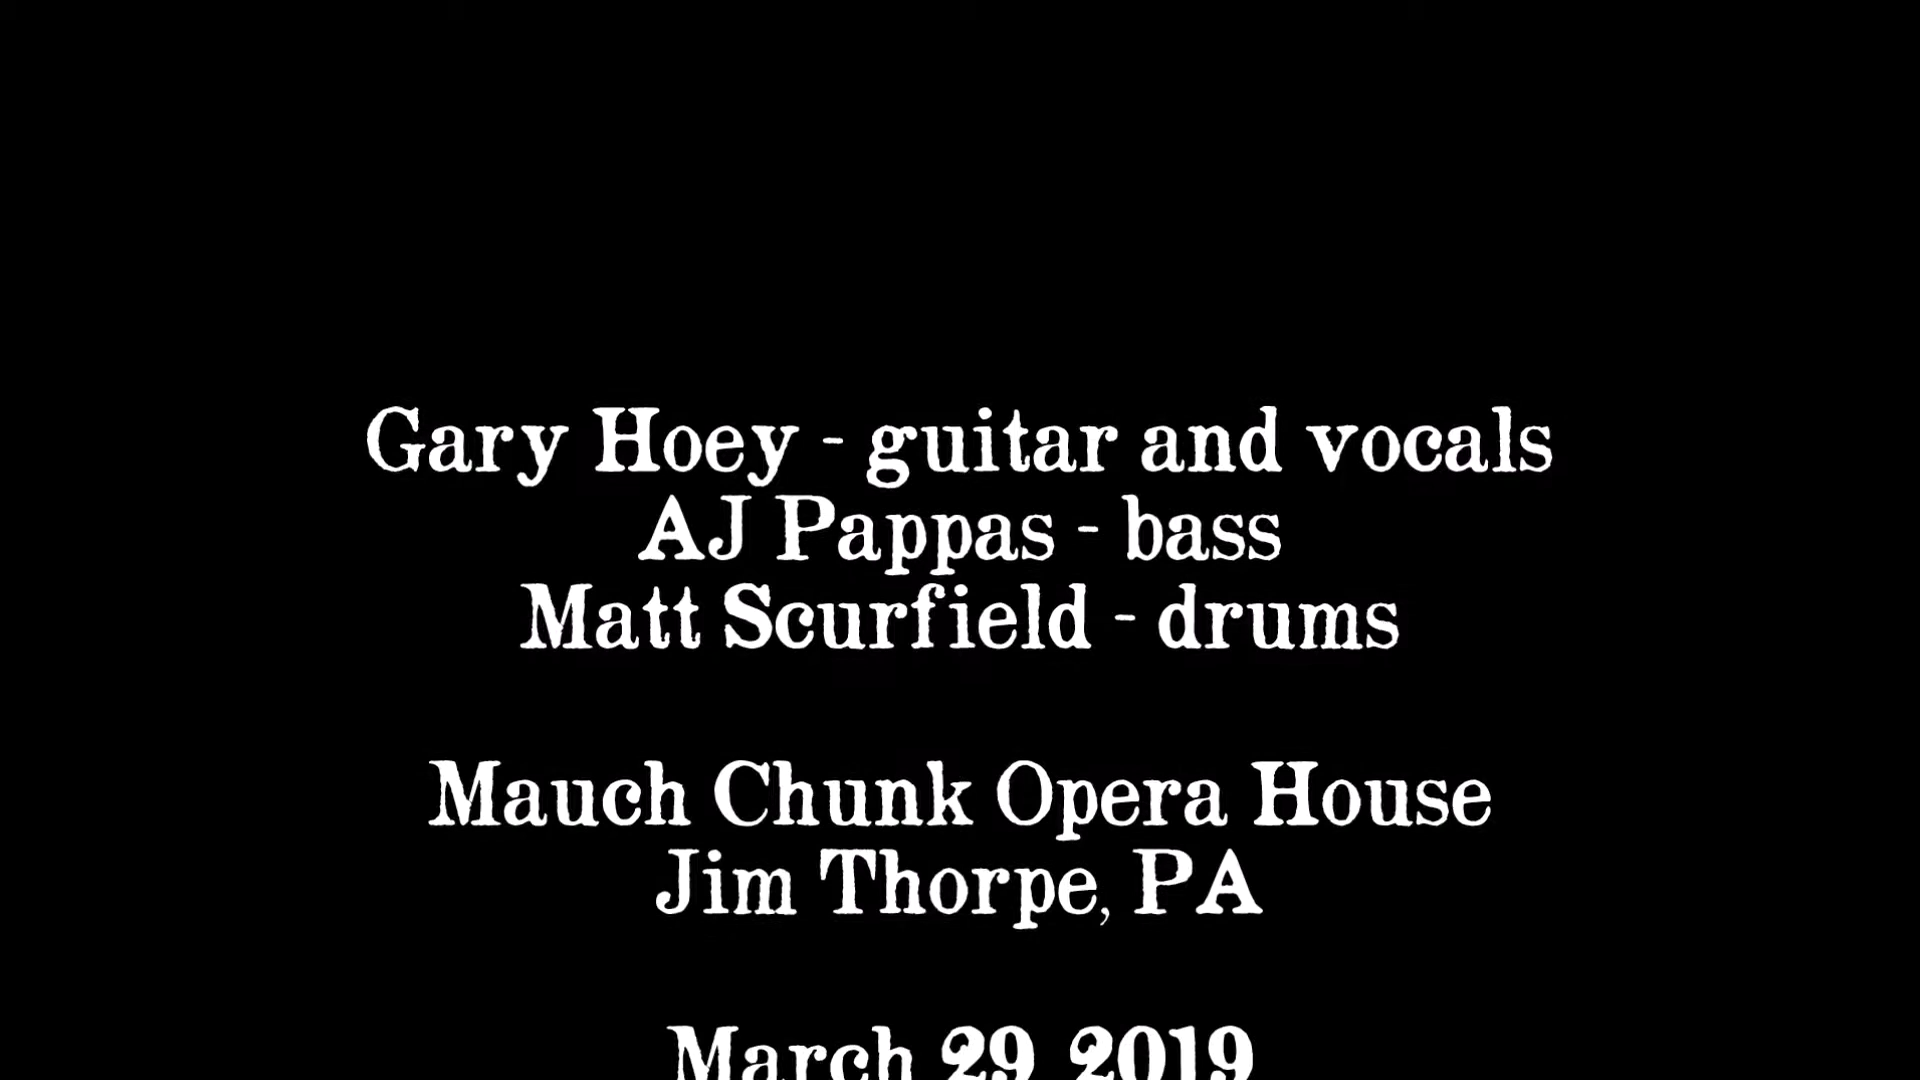 Gary Hoey - guitar and vocals
AJ Pappas - bass
Matt Scurfield - drums
Mauch Chunk Opera House
Jim Thorpe, PA
March 29 2019